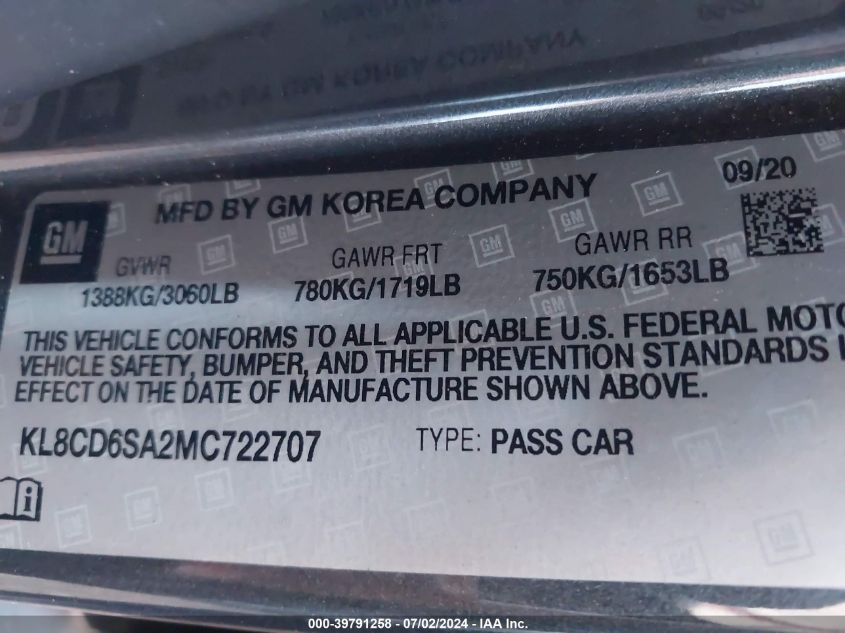 MFD BY GM KOREA COMPANY
09/20
GM
GVWR GAWR FRT GAWR RR
1388KG/3060LB 780KG/1719LB 750KG/1653LB
THIS VEHICLE CONFORMS TO ALL APPLICABLE U.S. FEDERAL MOTO
VEHICLE SAFETY, BUMPER, AND THEFT PREVENTION STANDARDS I
EFFECT ON THE DATE OF MANUFACTURE SHOWN ABOVE.
KL8CD6SA2MC722707 TYPE: PASS CAR
000-39791258 - 07/02/2024 - IAA Inc.